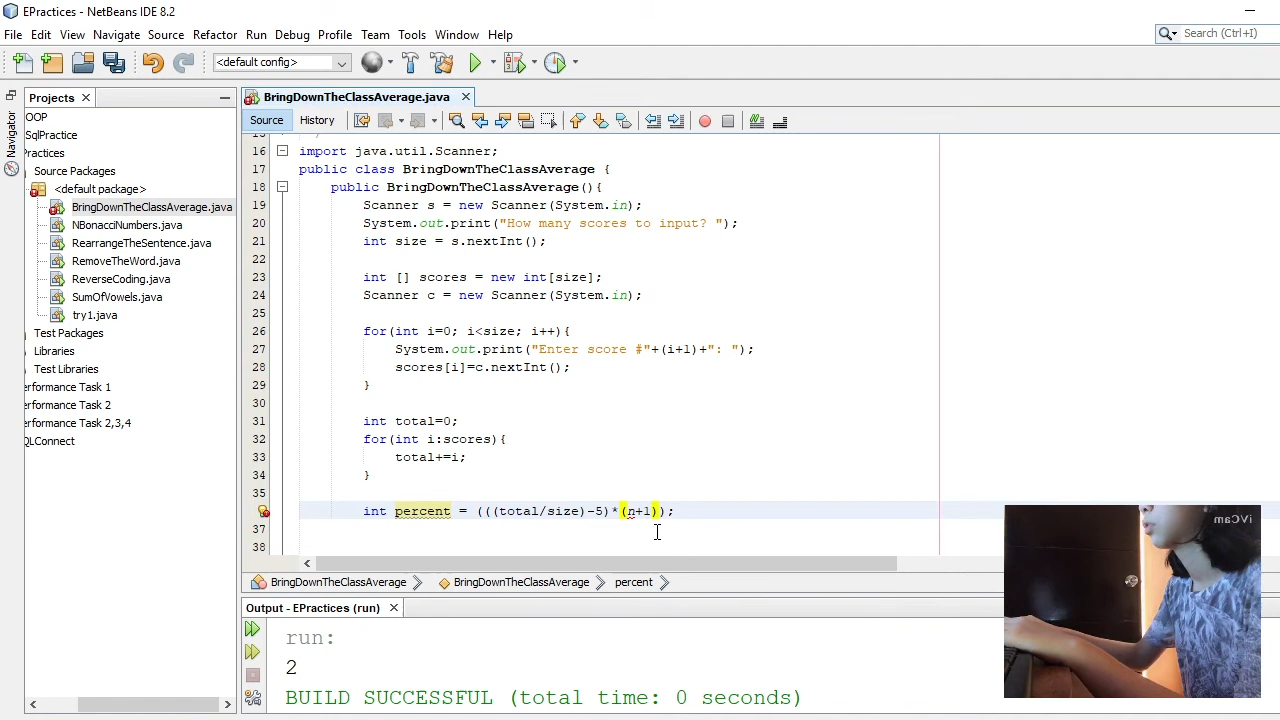 EPractices - NetBeans IDE 8.2
File Edit View Navigate Source Refactor Run Debug Profile Team Tools Window Help
Search (Ctrl+I)
<default config>
Projects
BringDownTheClassAverage.java
Navigator
OOP
SqlPractice
Practices
Source Packages
<default package>
BringDownTheClassAverage.java
NBonacciNumbers.java
RearrangeTheSentence.java
RemoveTheWord.java
ReverseCoding.java
SumOfVowels.java
try1.java
Test Packages
Libraries
Test Libraries
erformance Task 1
erformance Task 2
erformance Task 2,3,4
QLConnect
Source History
16 import java.util.Scanner;
17 public class BringDownTheClassAverage {
18 public BringDownTheClassAverage(){
19 Scanner s = new Scanner(System.in);
20 System.out.print("How many scores to input? ");
21 int size = s.nextInt();
22
23 int [] scores = new int[size];
24 Scanner c = new Scanner(System.in);
25
26 for(int i=0; i<size; i++){
27 System.out.print("Enter score #"+(i+1)+": ");
28 scores[i]=c.nextInt();
29 }
30
31 int total=0;
32 for(int i:scores){
33 total+=i;
34 }
35
int percent = (((total/size)-5)*(n+1));
37
38
BringDownTheClassAverage BringDownTheClassAverage percent
Output - EPractices (run)
run:
2
BUILD SUCCESSFUL (total time: 0 seconds)
iVCam